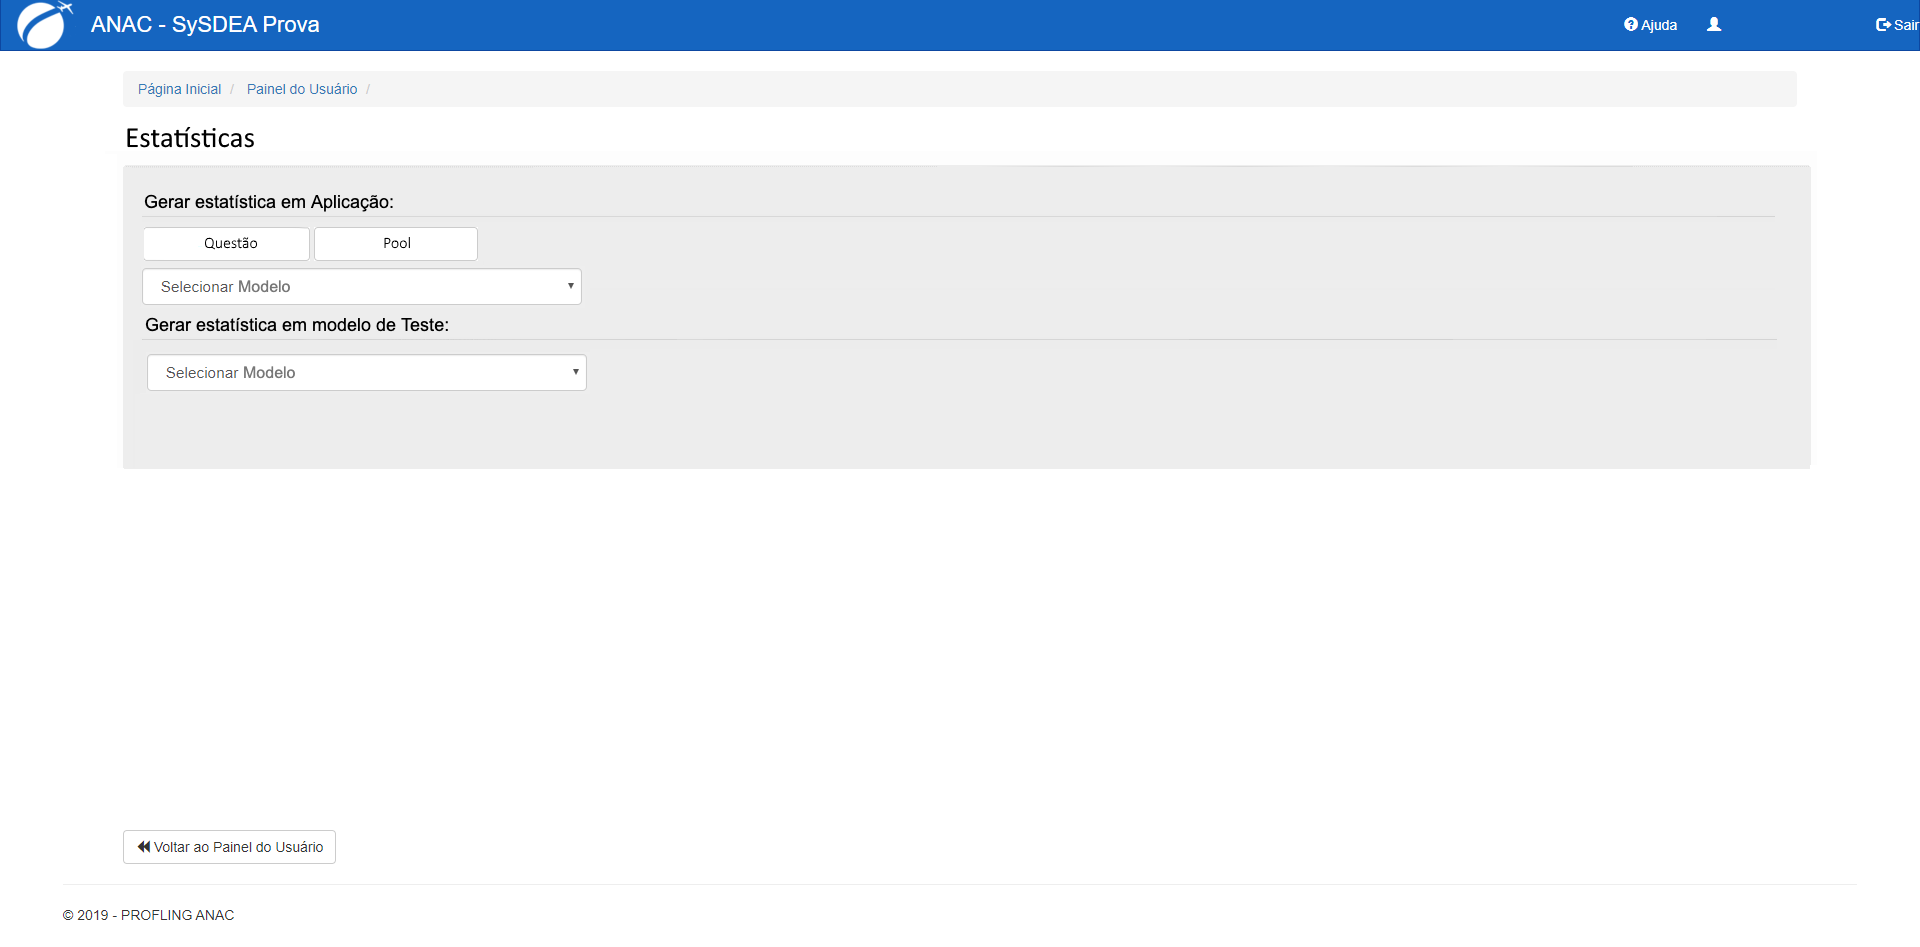 ANAC - SySDEA Prova
Ajuda
Sair
Página Inicial / Painel do Usuário /
Estatísticas
Gerar estatística em Aplicação:
Questão Pool
Selecionar Modelo
Gerar estatística em modelo de Teste:
Selecionar Modelo
Voltar ao Painel do Usuário
© 2019 - PROFLING ANAC